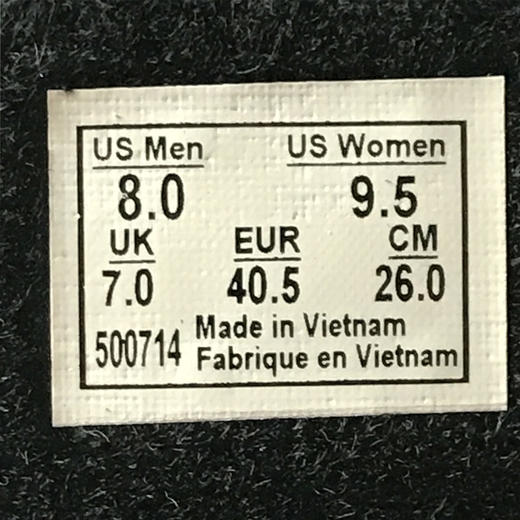 US Men US Women
8.0 9.5
UK EUR CM
7.0 40.5 26.0
500714 Made in Vietnam
Fabrique en Vietnam